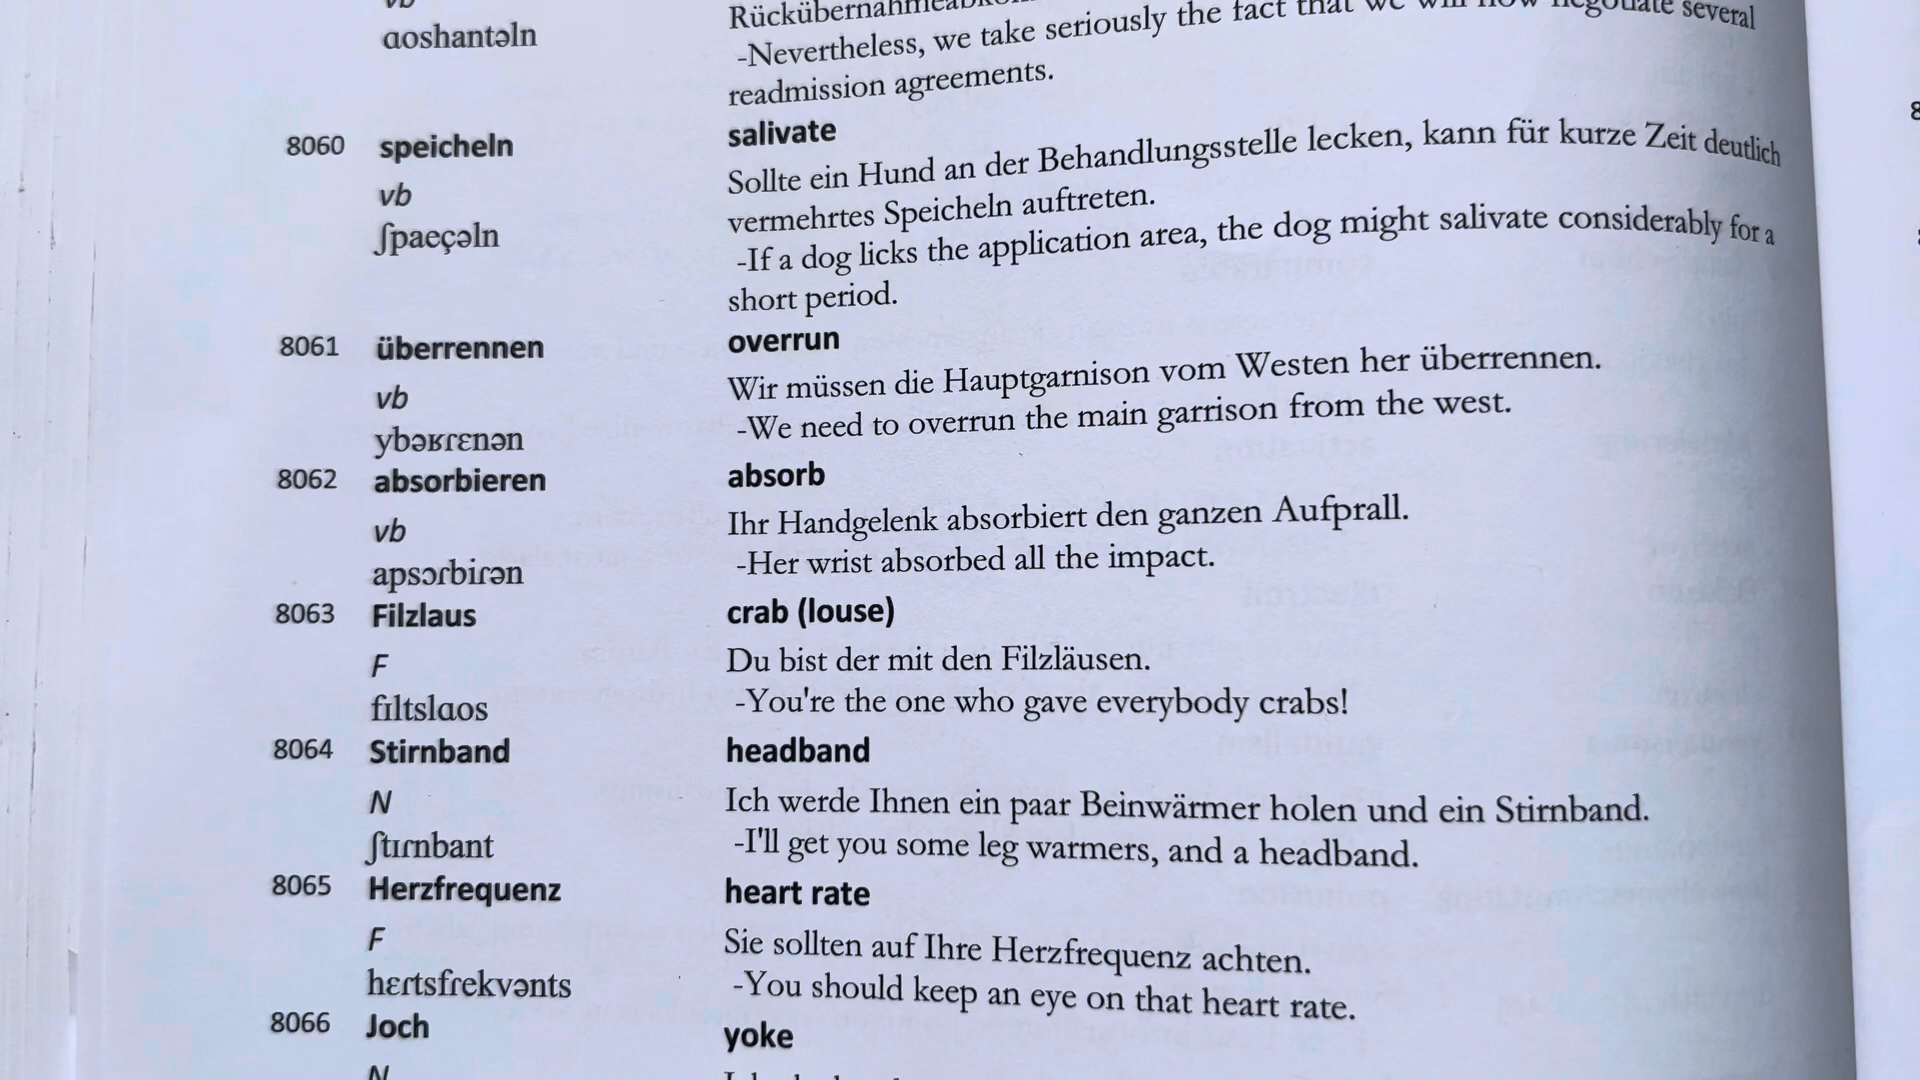 vb
ɑoshantəln
-Nevertheless, we take seriously the fact that we will now negotiate several
readmission agreements.
8060 speicheln salivate
vb
ʃpaeçəln
Sollte ein Hund an der Behandlungsstelle lecken, kann für kurze Zeit deutlich
vermehrtes Speicheln auftreten.
-If a dog licks the application area, the dog might salivate considerably for a
short period.
8061 überrennen overrun
vb
ybəʁɾɛnən
Wir müssen die Hauptgarnison vom Westen her überrennen.
-We need to overrun the main garrison from the west.
8062 absorbieren absorb
vb
apsɔɾbiɾən
Ihr Handgelenk absorbiert den ganzen Aufprall.
-Her wrist absorbed all the impact.
8063 Filzlaus crab (louse)
F
fɪltslɑos
Du bist der mit den Filzläusen.
-You're the one who gave everybody crabs!
8064 Stirnband headband
N
ʃtɪɾnbant
Ich werde Ihnen ein paar Beinwärmer holen und ein Stirnband.
-I'll get you some leg warmers, and a headband.
8065 Herzfrequenz heart rate
F
hɛɾtsfɾekvənts
Sie sollten auf Ihre Herzfrequenz achten.
-You should keep an eye on that heart rate.
8066 Joch yoke
N